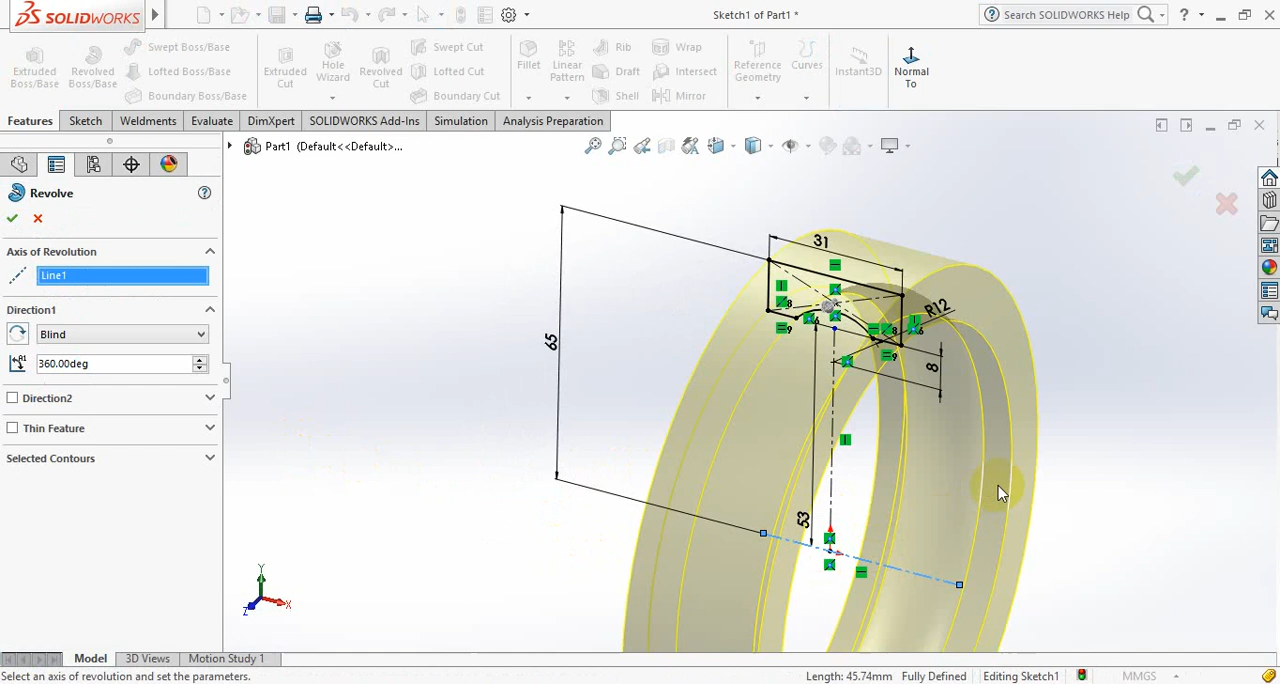 SOLIDWORKS
Sketch1 of Part1 *
Search SOLIDWORKS Help
?
Extruded Boss/Base
Revolved Boss/Base
Swept Boss/Base
Lofted Boss/Base
Boundary Boss/Base
Extruded Cut
Hole Wizard
Revolved Cut
Swept Cut
Lofted Cut
Boundary Cut
Fillet
Linear Pattern
Rib
Draft
Shell
Wrap
Intersect
Mirror
Reference Geometry
Curves
Instant3D
Normal To
Features
Sketch
Weldments
Evaluate
DimXpert
SOLIDWORKS Add-Ins
Simulation
Analysis Preparation
Part1 (Default<<Default>...
Revolve
Axis of Revolution
Line1
Direction1
Blind
360.00deg
Direction2
Thin Feature
Selected Contours
31
R12
65
8
53
Y
X
Z
Model
3D Views
Motion Study 1
Select an axis of revolution and set the parameters.
Length: 45.74mm
Fully Defined
Editing Sketch1
MMGS